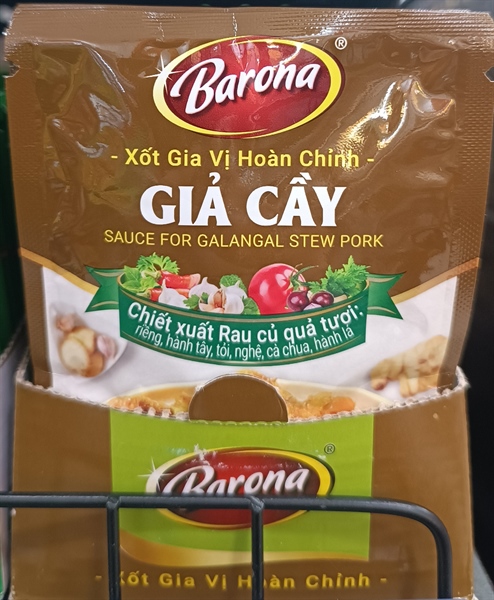 Barona ®
- Xốt Gia Vị Hoàn Chỉnh -
GIẢ CẦY
SAUCE FOR GALANGAL STEW PORK
Chiết xuất Rau củ quả tươi:
riềng, hành tây, tỏi, nghệ, cà chua, hành lá
Barona ®
- Xốt Gia Vị Hoàn Chỉnh -